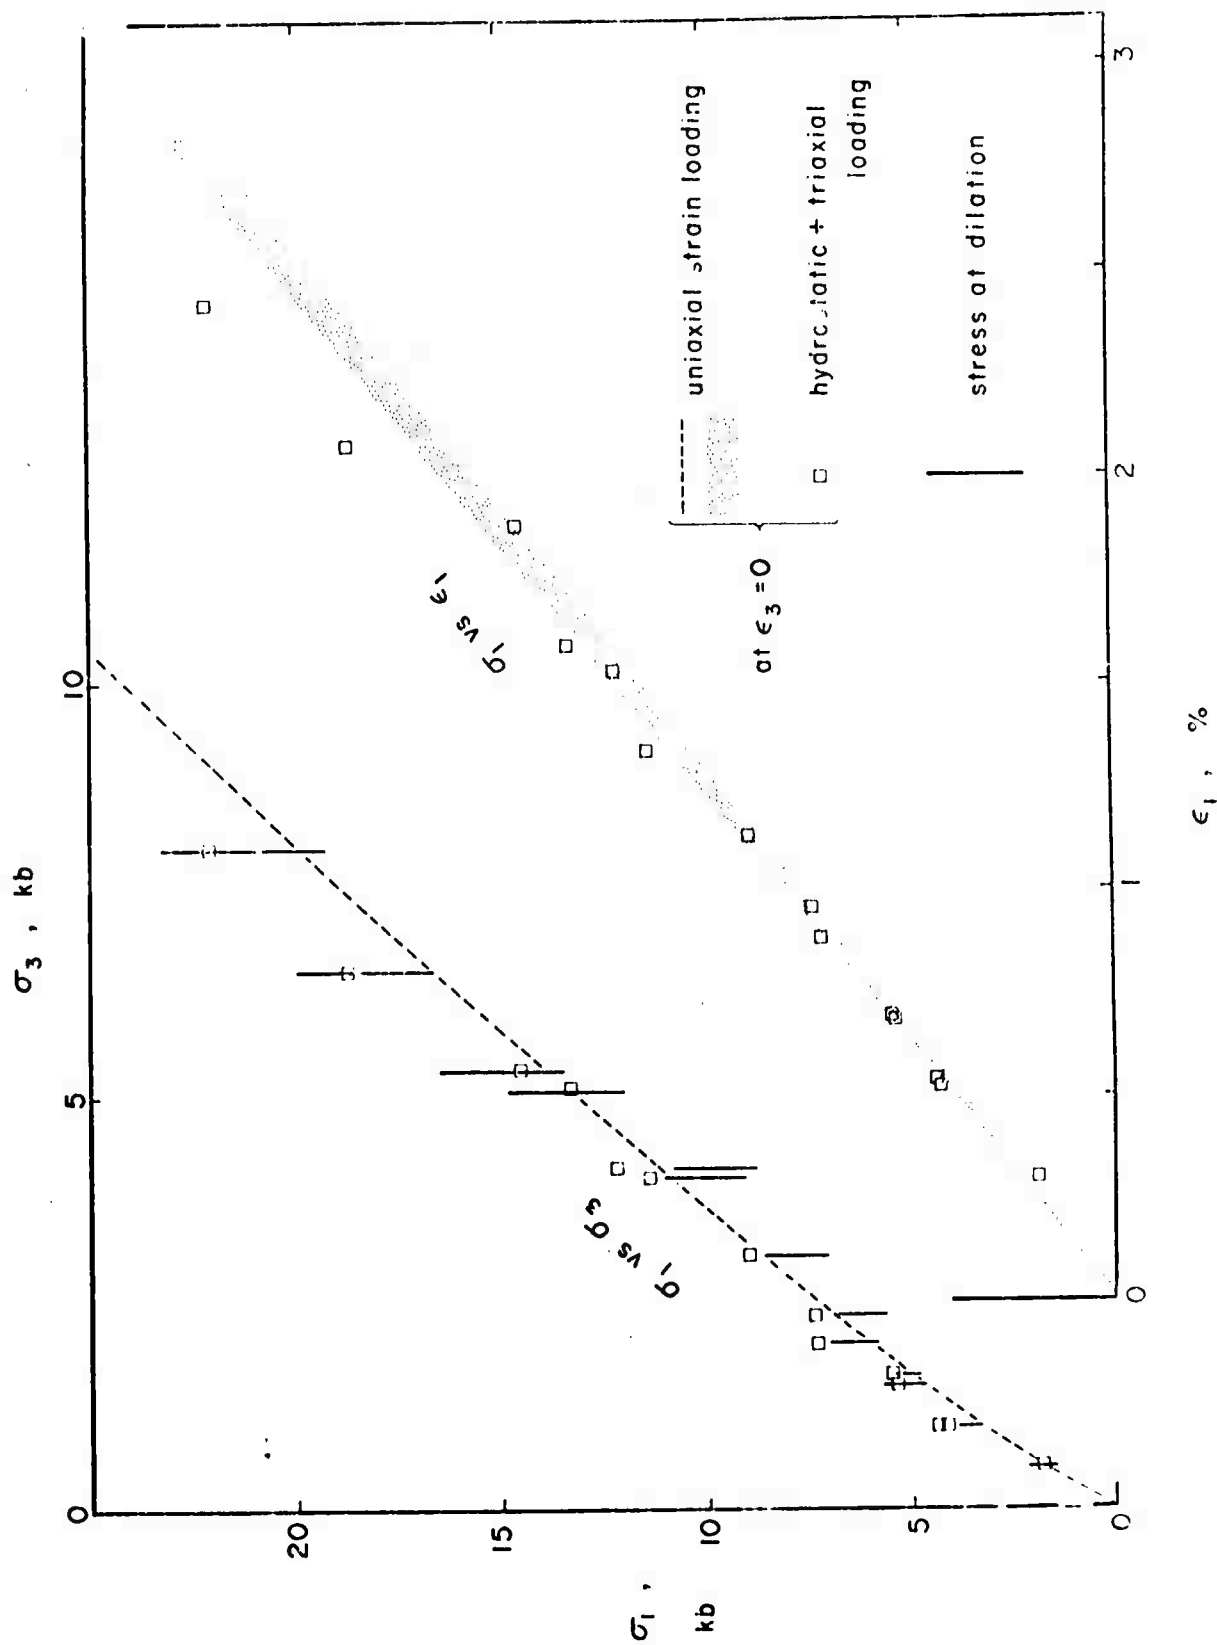 σ3 , kb
0
5
10
σ1 ,
kb
20
15
10
5
0
σ1 vs σ3
σ1 vs ε1
at ε3 = 0
uniaxial strain loading
hydrostatic + triaxial
loading
stress at dilation
0
1
2
3
ε1 , %